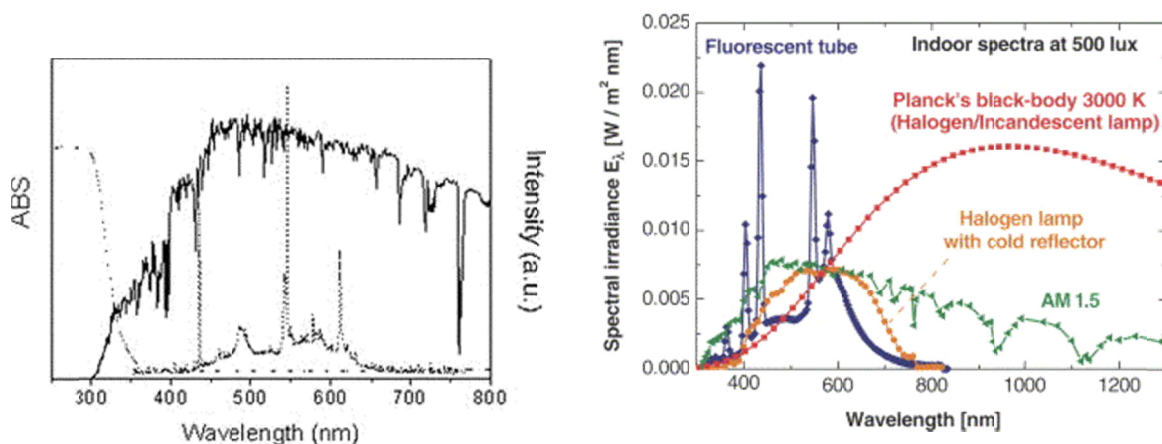 ABS
Intensity (a.u.)
300 400 500 600 700 800
Wavelength (nm)
Spectral irradiance Eλ [W / m² nm]
0.025
0.020
0.015
0.010
0.005
0.000
Fluorescent tube
Indoor spectra at 500 lux
Planck's black-body 3000 K
(Halogen/Incandescent lamp)
Halogen lamp
with cold reflector
AM 1.5
400 600 800 1000 1200
Wavelength [nm]